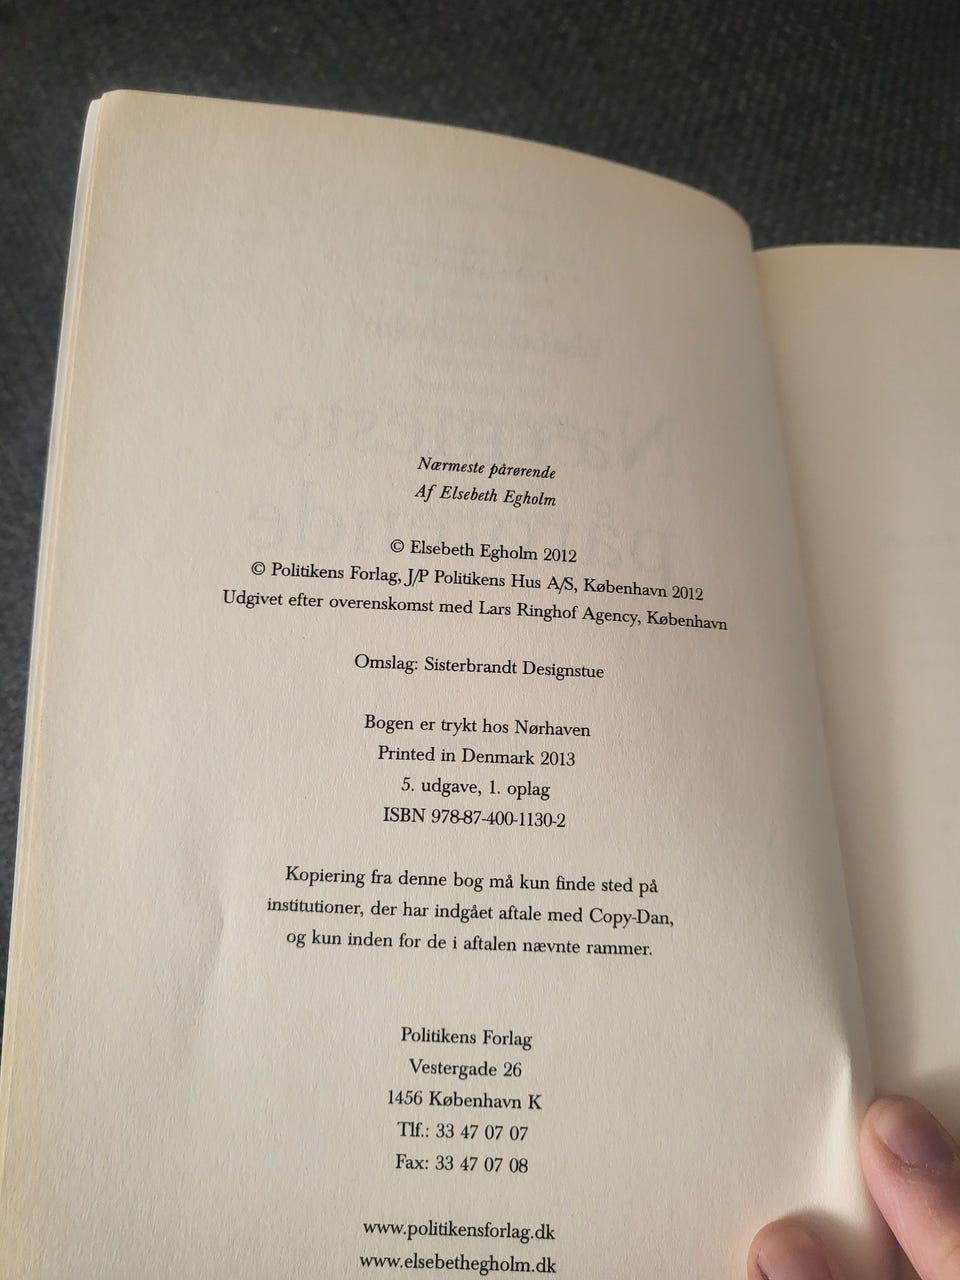 Nærmeste pårørende
Af Elsebeth Egholm
© Elsebeth Egholm 2012
© Politikens Forlag, J/P Politikens Hus A/S, København 2012
Udgivet efter overenskomst med Lars Ringhof Agency, København
Omslag: Sisterbrandt Designstue
Bogen er trykt hos Nørhaven
Printed in Denmark 2013
5. udgave, 1. oplag
ISBN 978-87-400-1130-2
Kopiering fra denne bog må kun finde sted på
institutioner, der har indgået aftale med Copy-Dan,
og kun inden for de i aftalen nævnte rammer.
Politikens Forlag
Vestergade 26
1456 København K
Tlf.: 33 47 07 07
Fax: 33 47 07 08
www.politikensforlag.dk
www.elsebethegholm.dk